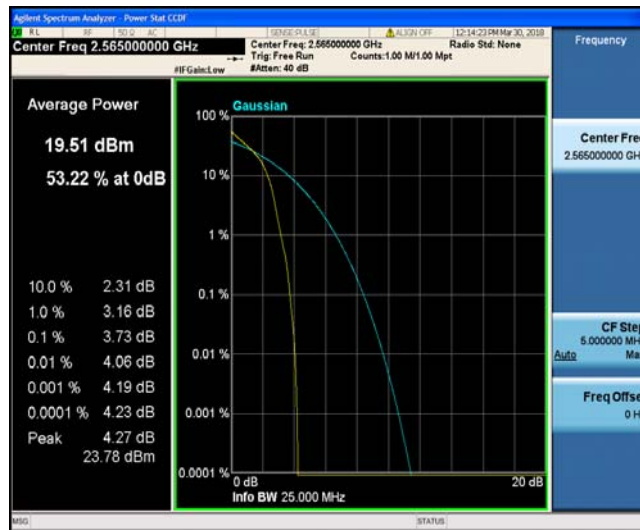 Agilent Spectrum Analyzer - Power Stat CCDF
RL RF 50 Ω AC SENSE:PULSE ALIGN OFF 12:14:23 PM Mar 30, 2018
Center Freq 2.565000000 GHz
Center Freq: 2.565000000 GHz Radio Std: None
Trig: Free Run Counts:1.00 M/1.00 Mpt
#IFGain:Low #Atten: 40 dB
Frequency
Average Power
19.51 dBm
53.22 % at 0dB
10.0 % 2.31 dB
1.0 % 3.16 dB
0.1 % 3.73 dB
0.01 % 4.06 dB
0.001 % 4.19 dB
0.0001 % 4.23 dB
Peak 4.27 dB
23.78 dBm
Gaussian
100 %
10 %
1 %
0.1 %
0.01 %
0.001 %
0.0001 %
0 dB 20 dB
Info BW 25.000 MHz
Center Fre
2.565000000 GH
CF Step
5.000000 MH
Auto Ma
Freq Offse
0 H
MSG STATUS